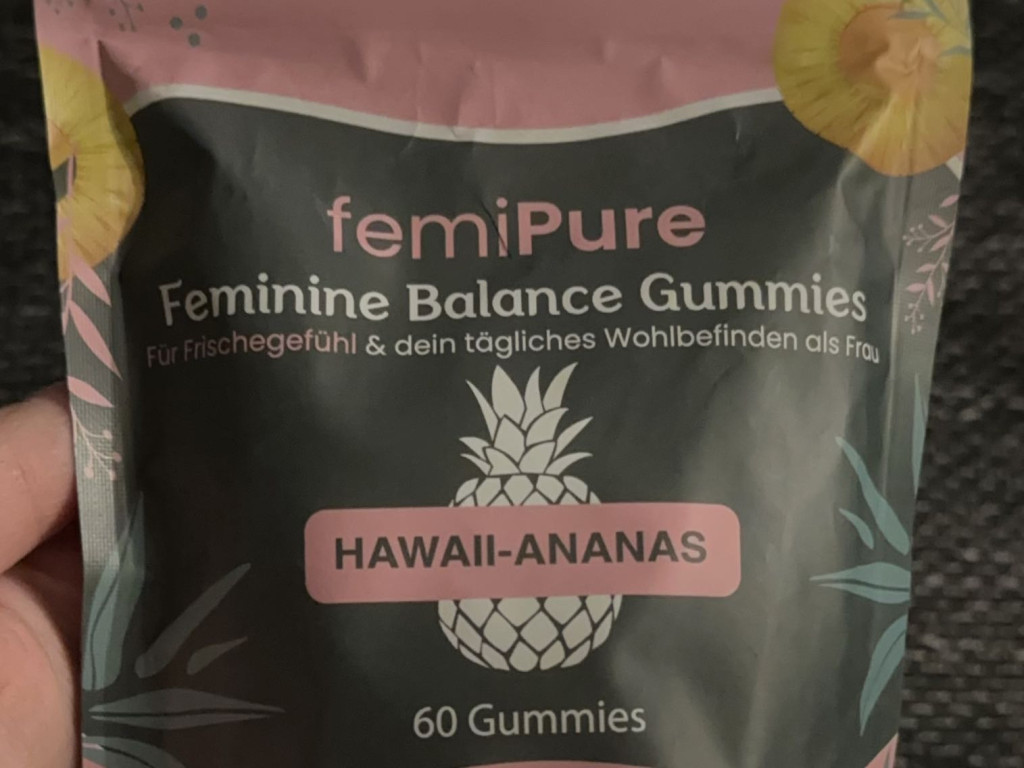 femiPure
Feminine Balance Gummies
Für Frischegefühl & dein tägliches Wohlbefinden als Frau
HAWAII-ANANAS
60 Gummies